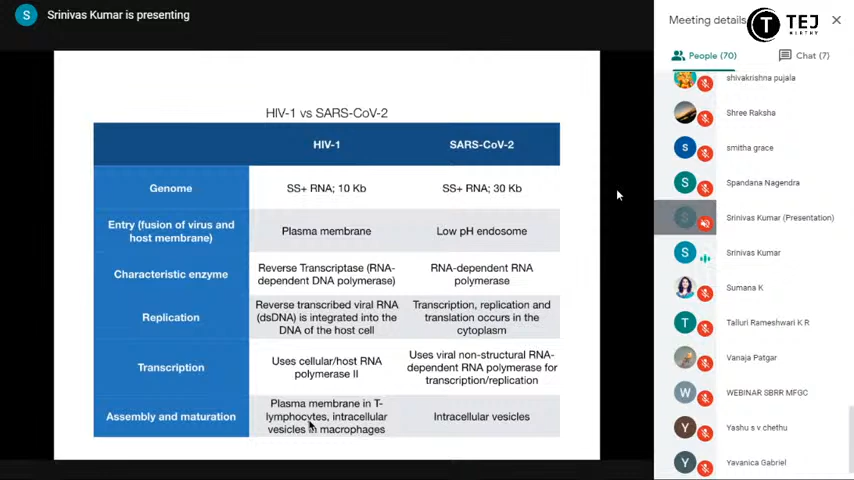 S Srinivas Kumar is presenting
Meeting details
TEJ
People (70)
Chat (7)
HIV-1 vs SARS-CoV-2
HIV-1 SARS-CoV-2
Genome SS+ RNA; 10 Kb SS+ RNA; 30 Kb
Entry (fusion of virus and
host membrane) Plasma membrane Low pH endosome
Characteristic enzyme Reverse Transcriptase (RNA-
dependent DNA polymerase) RNA-dependent RNA
polymerase
Replication Reverse transcribed viral RNA
(dsDNA) is integrated into the
DNA of the host cell Transcription, replication and
translation occurs in the
cytoplasm
Transcription Uses cellular/host RNA
polymerase II Uses viral non-structural RNA-
dependent RNA polymerase for
transcription/replication
Assembly and maturation Plasma membrane in T-
lymphocytes, intracellular
vesicles in macrophages Intracellular vesicles
shivakrishna pujala
Shree Raksha
S smitha grace
S Spandana Nagendra
S Srinivas Kumar (Presentation)
S Srinivas Kumar
Sumana K
T Talluri Rameshwari K R
Vanaja Patgar
W WEBINAR SBRR MFGC
Y Yashu s v chethu
Y Yavanica Gabriel